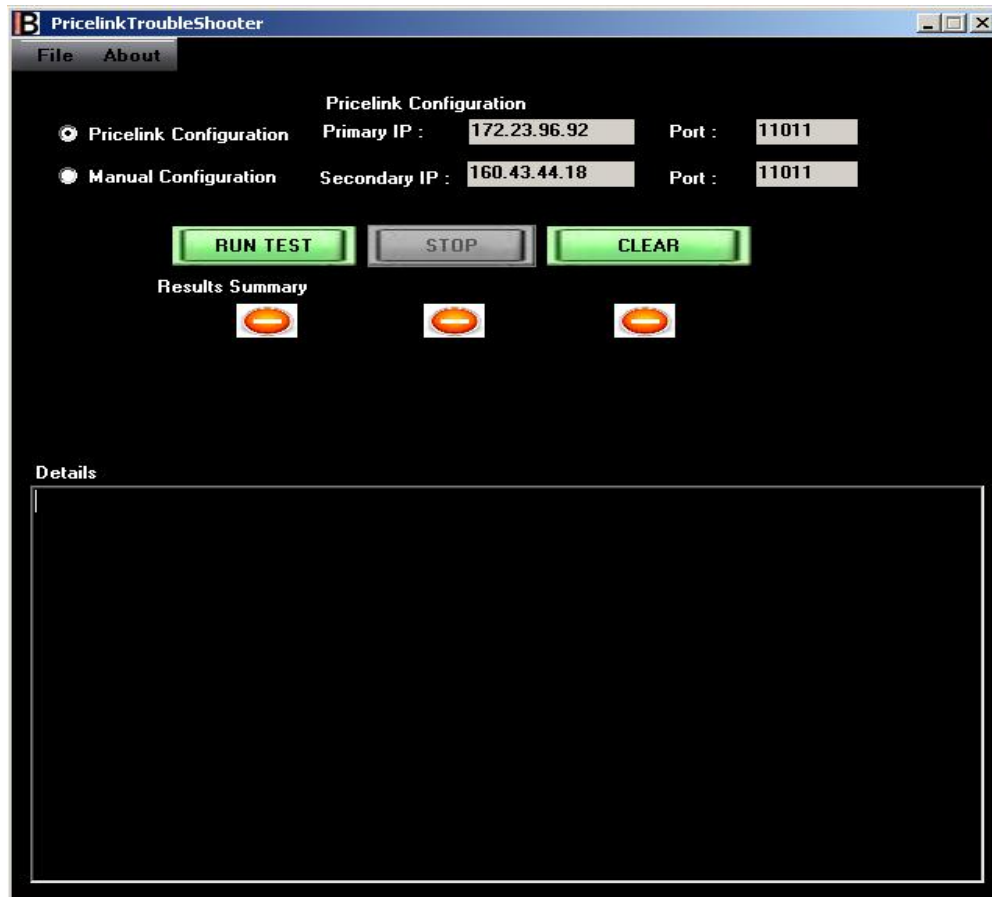 B PricelinkTroubleShooter
File About
Pricelink Configuration
Pricelink Configuration Primary IP : 172.23.96.92 Port : 11011
Manual Configuration Secondary IP : 160.43.44.18 Port : 11011
RUN TEST STOP CLEAR
Results Summary
Details